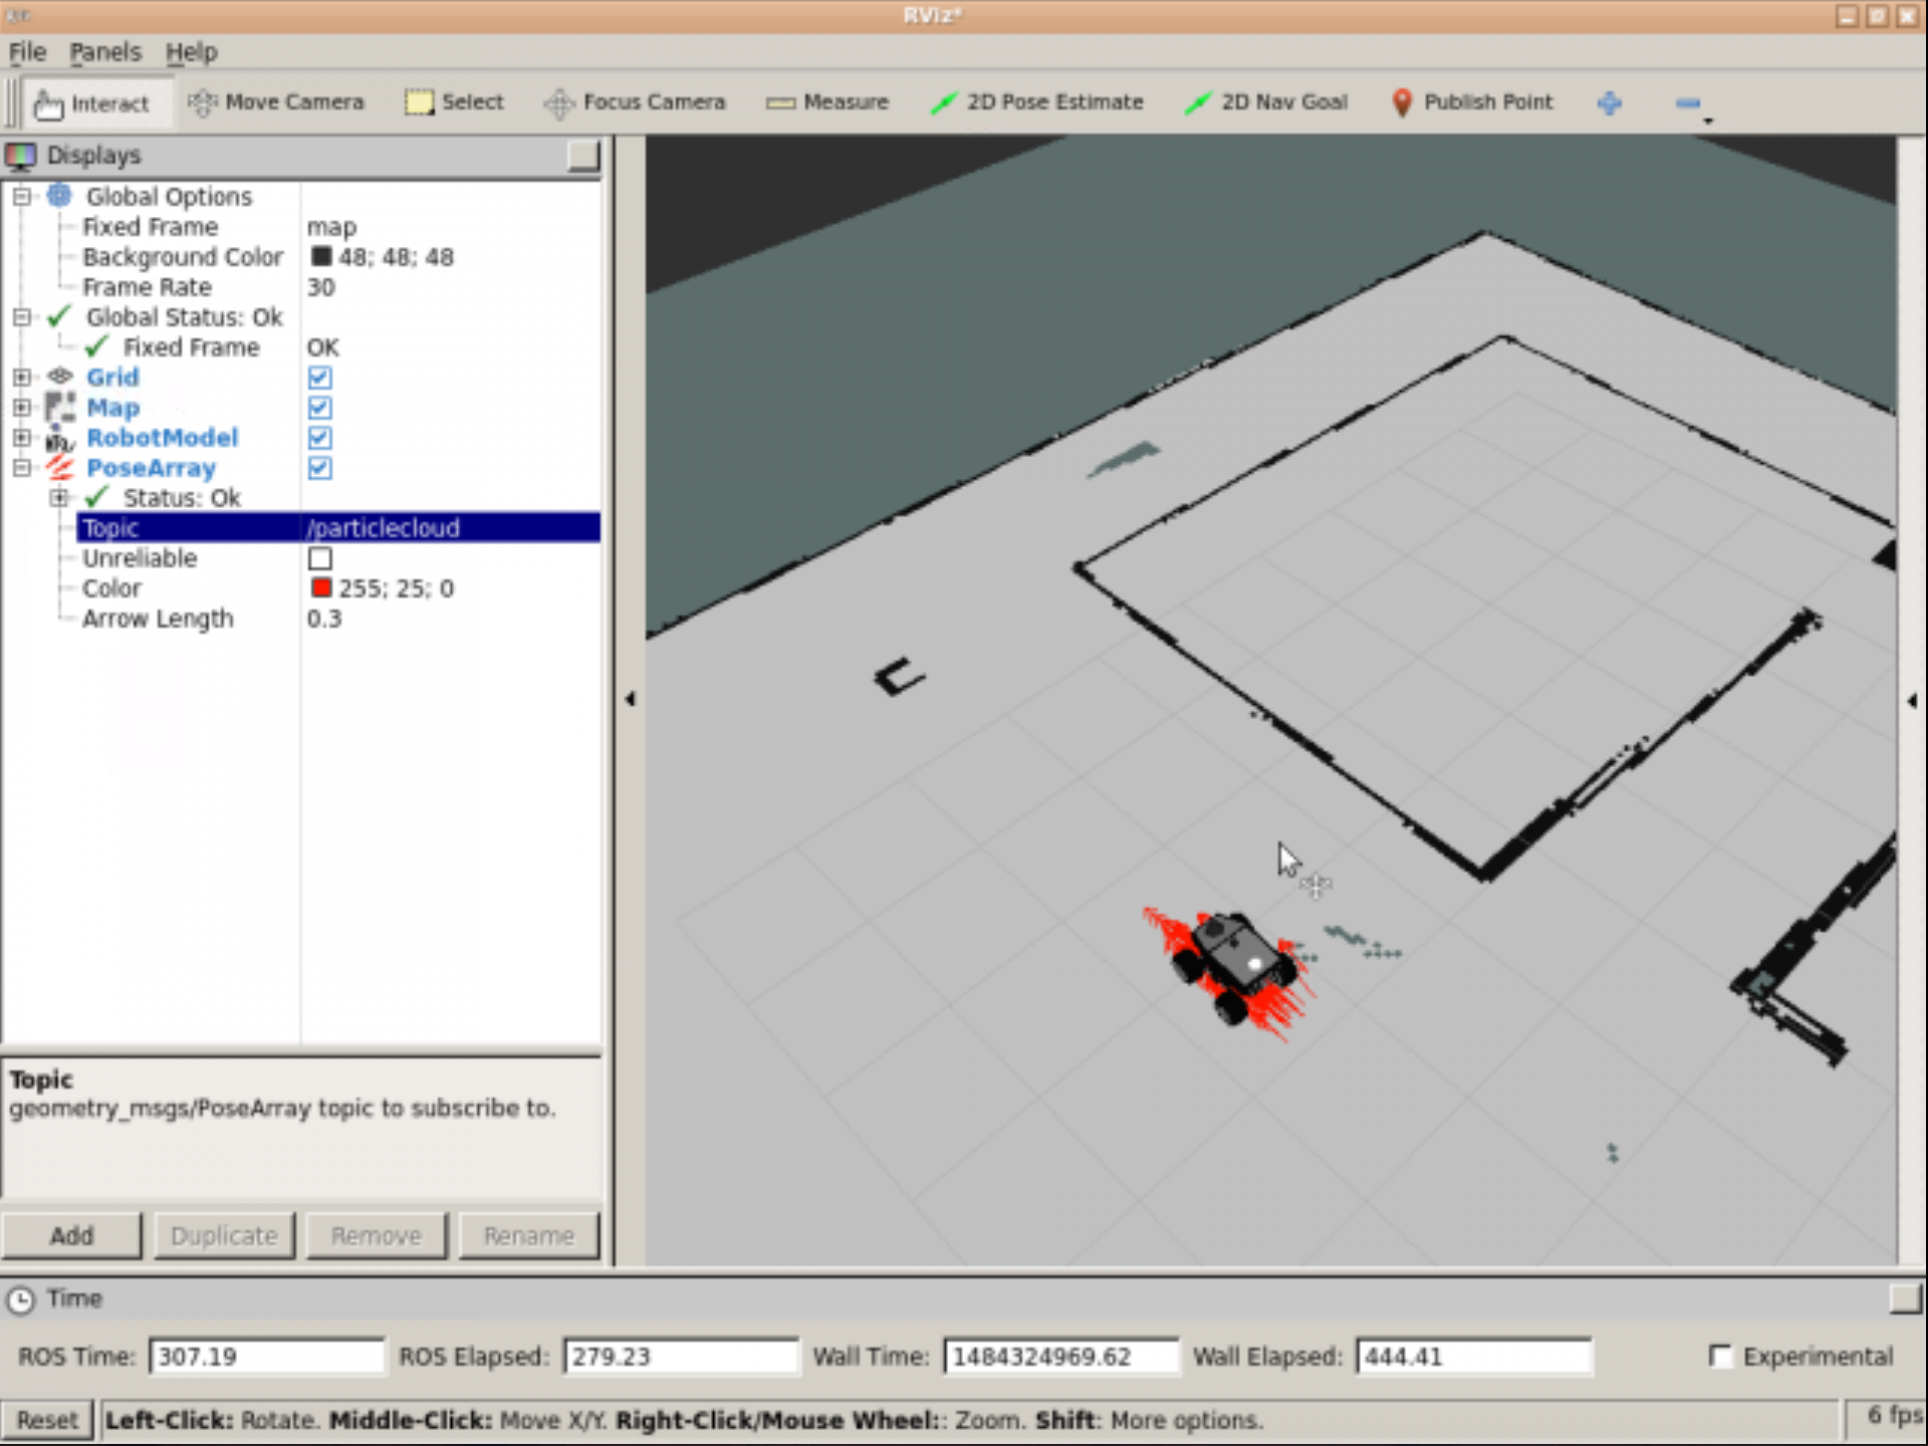 RViz*
File Panels Help
Interact Move Camera Select Focus Camera Measure 2D Pose Estimate 2D Nav Goal Publish Point
Displays
Global Options
Fixed Frame map
Background Color 48; 48; 48
Frame Rate 30
Global Status: Ok
Fixed Frame OK
Grid
Map
RobotModel
PoseArray
Status: Ok
Topic /particlecloud
Unreliable
Color 255; 25; 0
Arrow Length 0.3
Topic
geometry_msgs/PoseArray topic to subscribe to.
Add Duplicate Remove Rename
Time
ROS Time: 307.19 ROS Elapsed: 279.23 Wall Time: 1484324969.62 Wall Elapsed: 444.41 Experimental
Reset Left-Click: Rotate. Middle-Click: Move X/Y. Right-Click/Mouse Wheel:: Zoom. Shift: More options. 6 fps